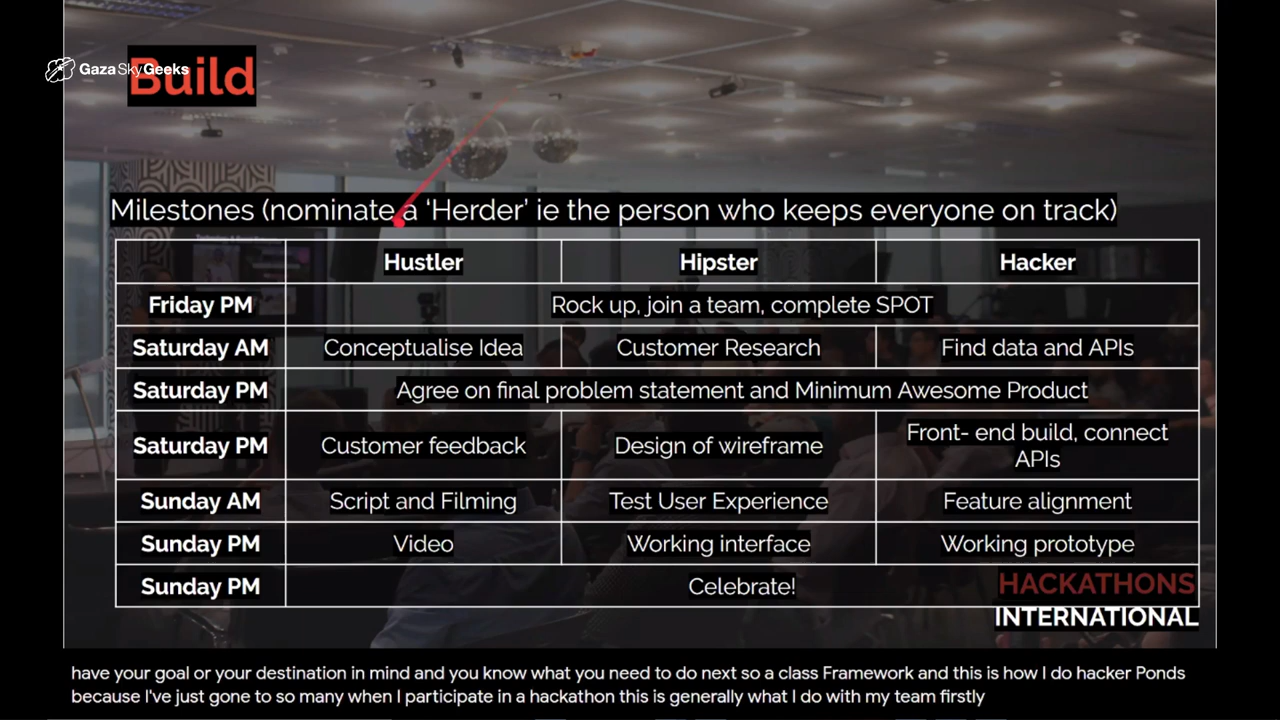 Gaza Sky Geeks
Build
Milestones (nominate a ‘Herder’ ie the person who keeps everyone on track)
Hustler Hipster Hacker
Friday PM Rock up, join a team, complete SPOT
Saturday AM Conceptualise Idea Customer Research Find data and APIs
Saturday PM Agree on final problem statement and Minimum Awesome Product
Saturday PM Customer feedback Design of wireframe Front- end build, connect
APIs
Sunday AM Script and Filming Test User Experience Feature alignment
Sunday PM Video Working interface Working prototype
Sunday PM Celebrate!
HACKATHONS
INTERNATIONAL
have your goal or your destination in mind and you know what you need to do next so a class Framework and this is how I do hacker Ponds
because I've just gone to so many when I participate in a hackathon this is generally what I do with my team firstly